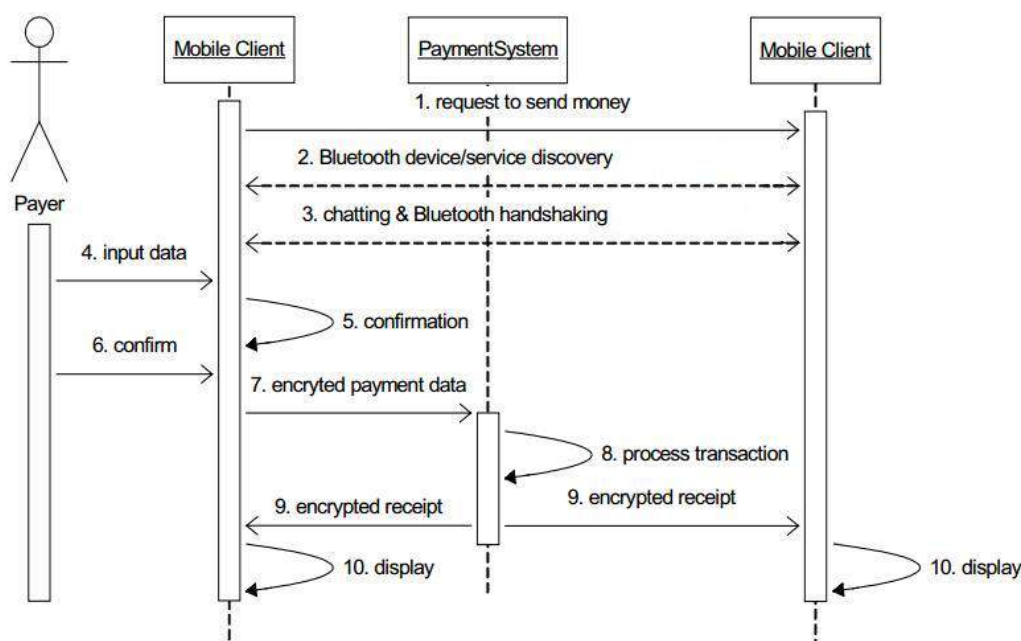 Mobile Client
PaymentSystem
Mobile Client
1. request to send money
2. Bluetooth device/service discovery
Payer
3. chatting & Bluetooth handshaking
4. input data
5. confirmation
6. confirm
7. encryted payment data
8. process transaction
9. encrypted receipt
9. encrypted receipt
10. display
10. display